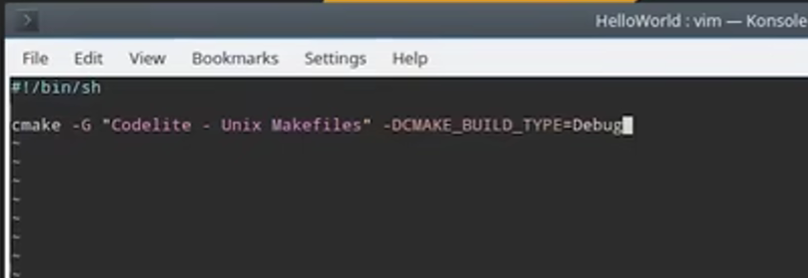 HelloWorld : vim — Konsole
File Edit View Bookmarks Settings Help
#!/bin/sh
cmake -G "Codelite - Unix Makefiles" -DCMAKE_BUILD_TYPE=Debug
~
~
~
~
~
~
~
~